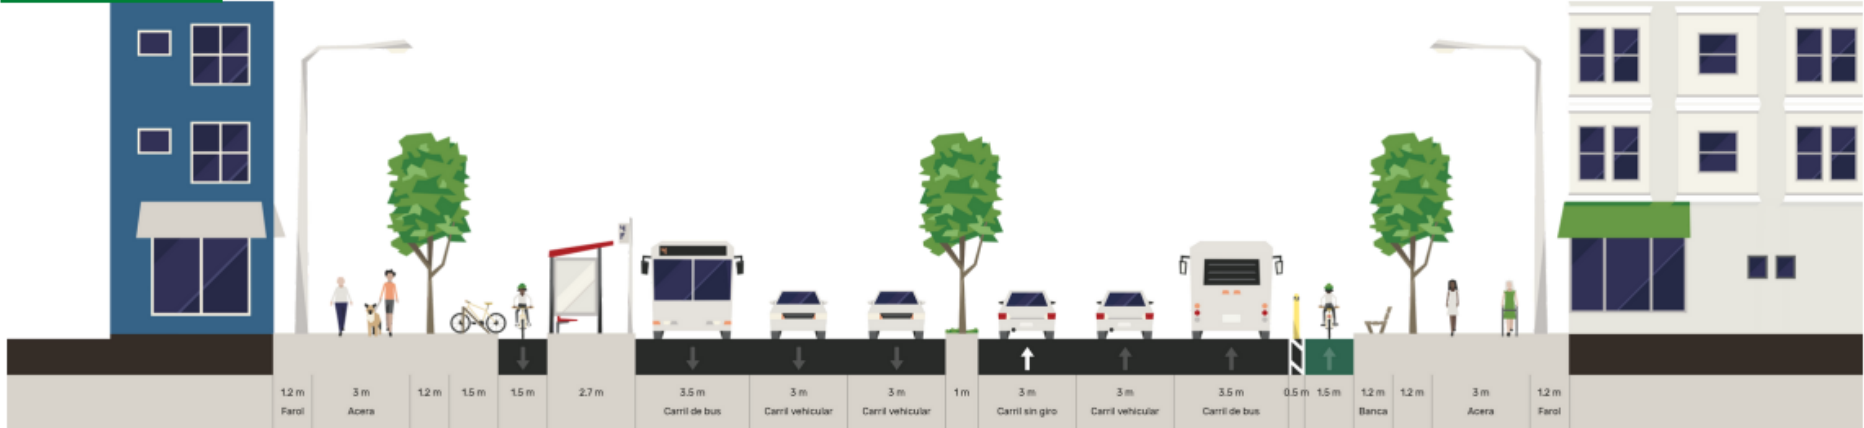 1.2 m
Farol
3 m
Acera
1.2 m
1.5 m
1.5 m
2.7 m
3.5 m
Carril de bus
3 m
Carril vehicular
3 m
Carril vehicular
1 m
3 m
Carril sin giro
3 m
Carril vehicular
3.5 m
Carril de bus
0.5 m
1.5 m
1.2 m
Banca
1.2 m
3 m
Acera
1.2 m
Farol